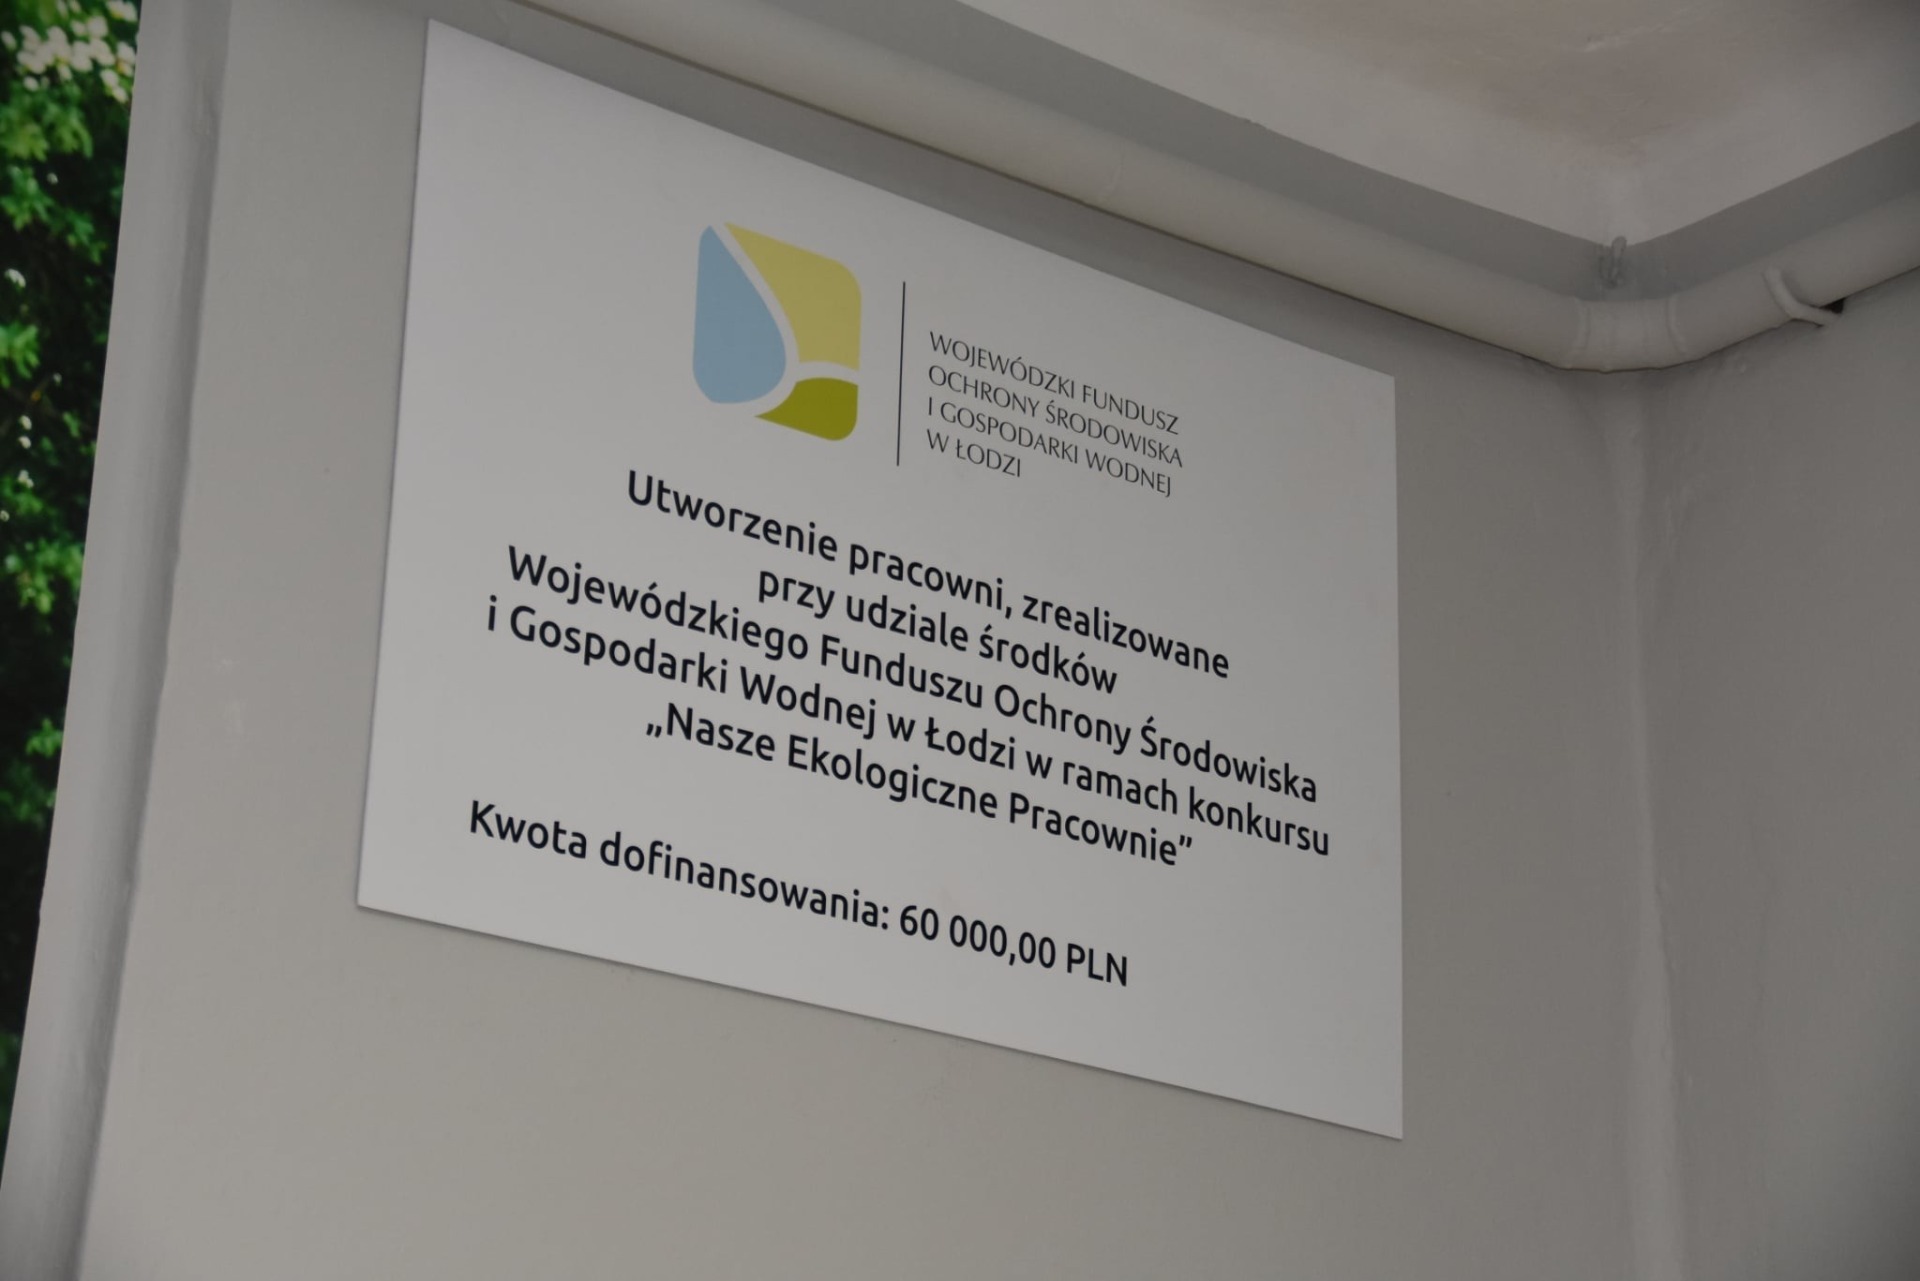 WOJEWÓDZKI FUNDUSZ
OCHRONY ŚRODOWISKA
I GOSPODARKI WODNEJ
W ŁODZI
Utworzenie pracowni, zrealizowane
przy udziale środków
Wojewódzkiego Funduszu Ochrony Środowiska
i Gospodarki Wodnej w Łodzi w ramach konkursu
„Nasze Ekologiczne Pracownie”
Kwota dofinansowania: 60 000,00 PLN